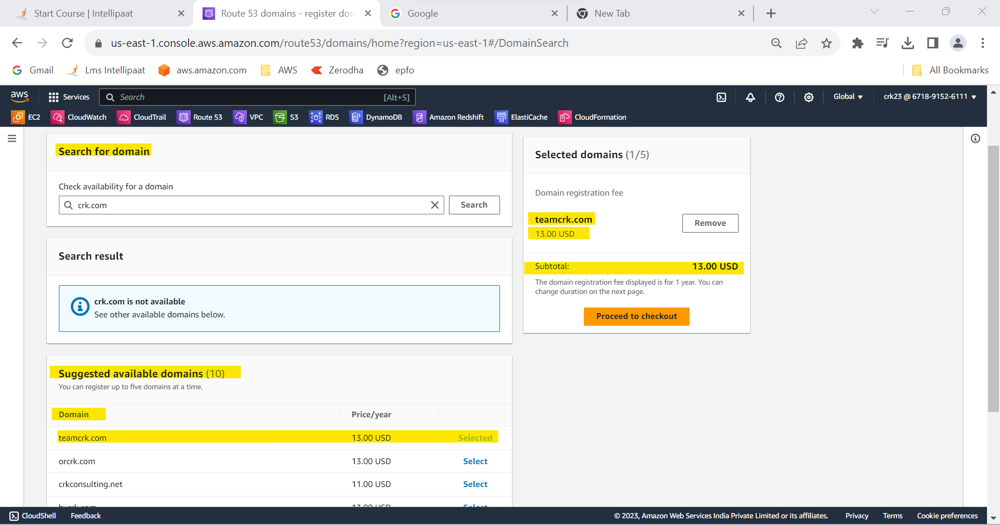 Start Course | Intellipaat
Route 53 domains - register don
Google
New Tab
us-east-1.console.aws.amazon.com/route53/domains/home?region=us-east-1#/DomainSearch
Gmail
Lms Intellipaat
aws.amazon.com
AWS
Zerodha
epfo
All Bookmarks
aws
Services
Search
[Alt+S]
Global
crk23 @ 6718-9152-6111
EC2
CloudWatch
CloudTrail
Route 53
VPC
S3
RDS
DynamoDB
Amazon Redshift
ElastiCache
CloudFormation
Search for domain
Check availability for a domain
crk.com
Search
Search result
crk.com is not available
See other available domains below.
Suggested available domains (10)
You can register up to five domains at a time.
Domain Price/year
teamcrk.com 13.00 USD Selected
orcrk.com 13.00 USD Select
crkconsulting.net 11.00 USD Select
Selected domains (1/5)
Domain registration fee
teamcrk.com
13.00 USD
Remove
Subtotal: 13.00 USD
The domain registration fee displayed is for 1 year. You can
change duration on the next page.
Proceed to checkout
CloudShell
Feedback
© 2023, Amazon Web Services India Private Limited or its affiliates.
Privacy
Terms
Cookie preferences